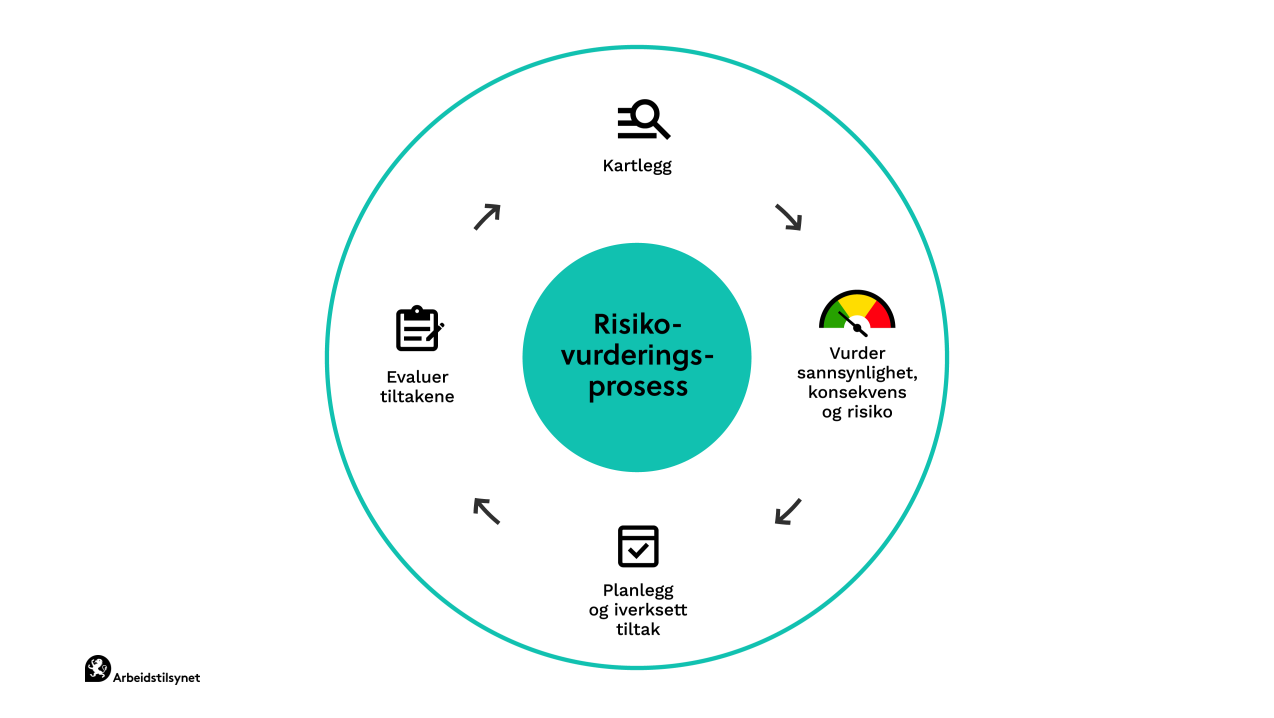 Kartlegg
Vurder
sannsynlighet,
konsekvens
og risiko
Planlegg
og iverksett
tiltak
Evaluer
tiltakene
Risiko-
vurderings-
prosess
Arbeidstilsynet